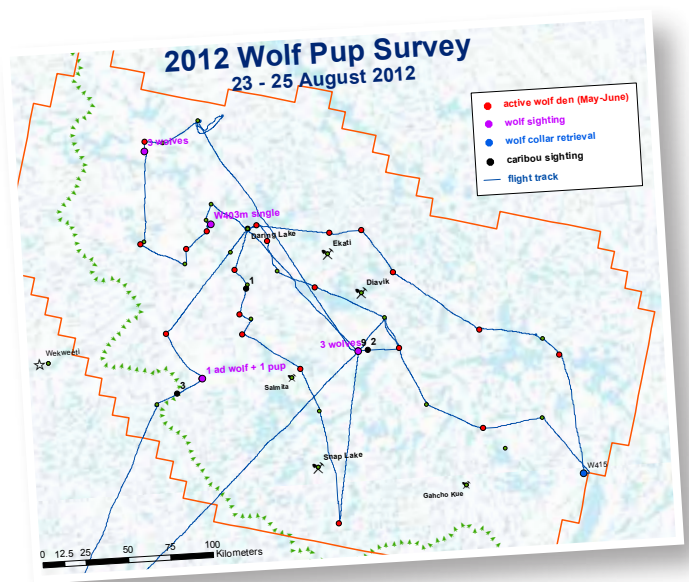 2012 Wolf Pup Survey
23 - 25 August 2012
active wolf den (May-June)
wolf sighting
wolf collar retrieval
caribou sighting
flight track
3 wolves
W403m single
Daring Lake
Ekati
Diavik
1
3 wolves
9 2
Wekweeti
1 ad wolf + 1 pup
3
Salmita
Snap Lake
W415
Gahcho Kue
0 12.5 25 50 75 100
Kilometers